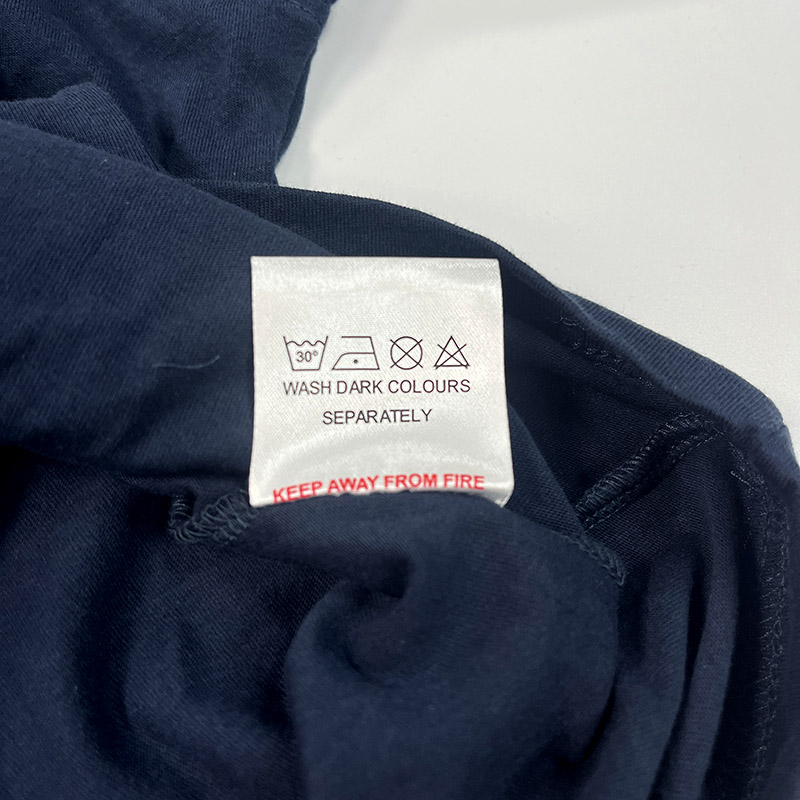 30°
WASH DARK COLOURS
SEPARATELY
KEEP AWAY FROM FIRE